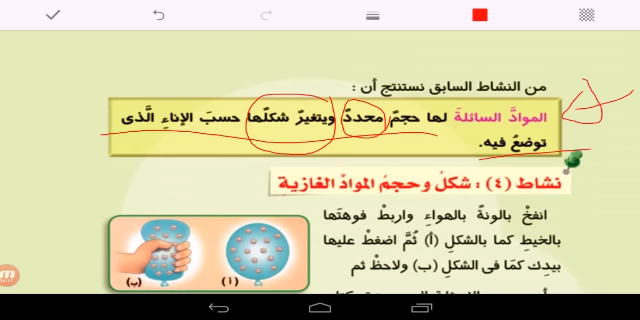 من النشاط السابق نستنتج أن :
الموادَّ السائلةَ لها حجمٌ محددٌ ويتغيرُ شكلُها حسبَ الإناءِ الَّذى
توضعُ فيه.
نشاط (٤) : شكلُ وحجمُ الموادِّ الغازيةِ
انفخْ بالونةً بالهواءِ واربطْ فوهتَها
بالخيطِ كما بالشكلِ (أ) ثُمَّ اضغطْ عليها
بيدِك كمَا فى الشكلِ (ب) ولاحظْ ثم
(أ)
(ب)